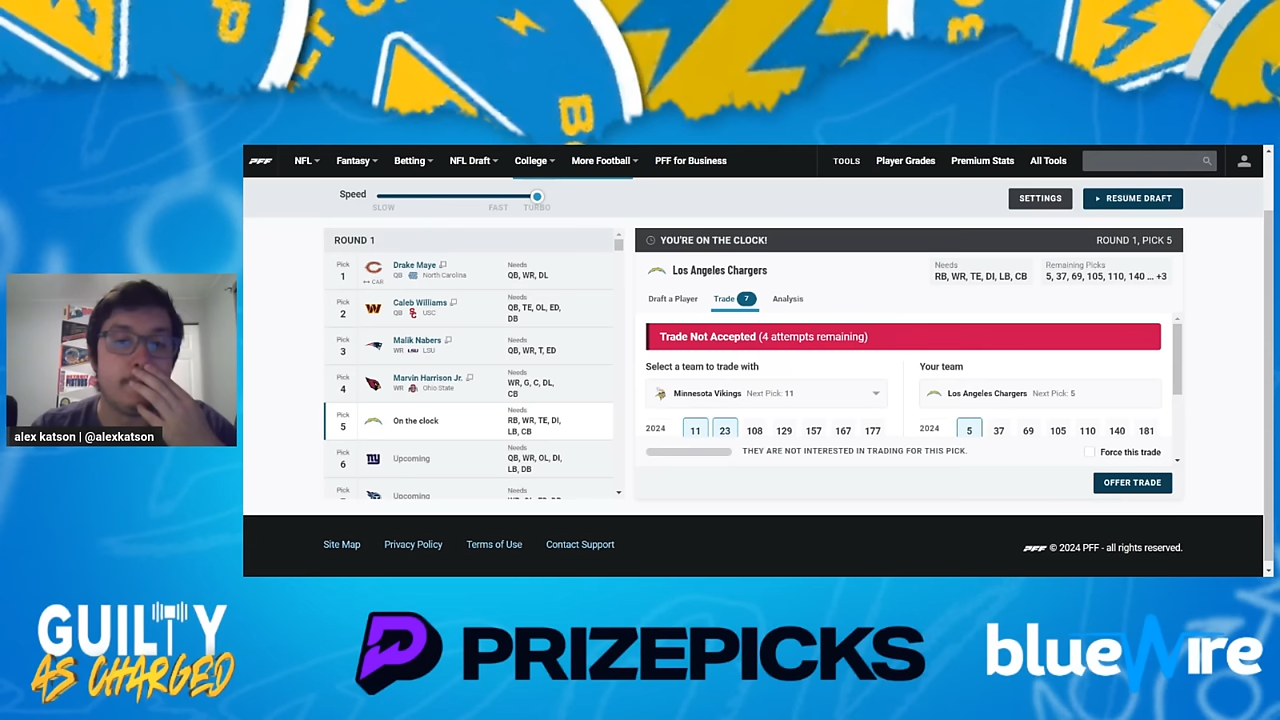 PFF
NFL
Fantasy
Betting
NFL Draft
College
More Football
PFF for Business
TOOLS
Player Grades
Premium Stats
All Tools
Speed
SLOW
FAST
TURBO
SETTINGS
RESUME DRAFT
ROUND 1
Pick 1
CAR
Drake Maye
QB North Carolina
Needs
QB, WR, DL
Pick 2
Caleb Williams
QB USC
Needs
QB, TE, OL, ED,
DB
Pick 3
Malik Nabers
WR LSU LSU
Needs
QB, WR, T, ED
Pick 4
Marvin Harrison Jr.
WR Ohio State
Needs
WR, G, C, DL,
CB
Pick 5
On the clock
Needs
RB, WR, TE, DI,
LB, CB
Pick 6
Upcoming
Needs
QB, WR, OL, DI,
LB, DB
Pick
Upcoming
Needs
YOU'RE ON THE CLOCK!
ROUND 1, PICK 5
Los Angeles Chargers
Needs
RB, WR, TE, DI, LB, CB
Remaining Picks
5, 37, 69, 105, 110, 140 ... +3
Draft a Player
Trade 7
Analysis
Trade Not Accepted (4 attempts remaining)
Select a team to trade with
Minnesota Vikings Next Pick: 11
2024 11 23 108 129 157 167 177
Your team
Los Angeles Chargers Next Pick: 5
2024 5 37 69 105 110 140 181
THEY ARE NOT INTERESTED IN TRADING FOR THIS PICK.
Force this trade
OFFER TRADE
Site Map
Privacy Policy
Terms of Use
Contact Support
PFF © 2024 PFF - all rights reserved.
alex katson | @alexkatson
GUILTY
AS CHARGED
PRIZEPICKS
blueWire